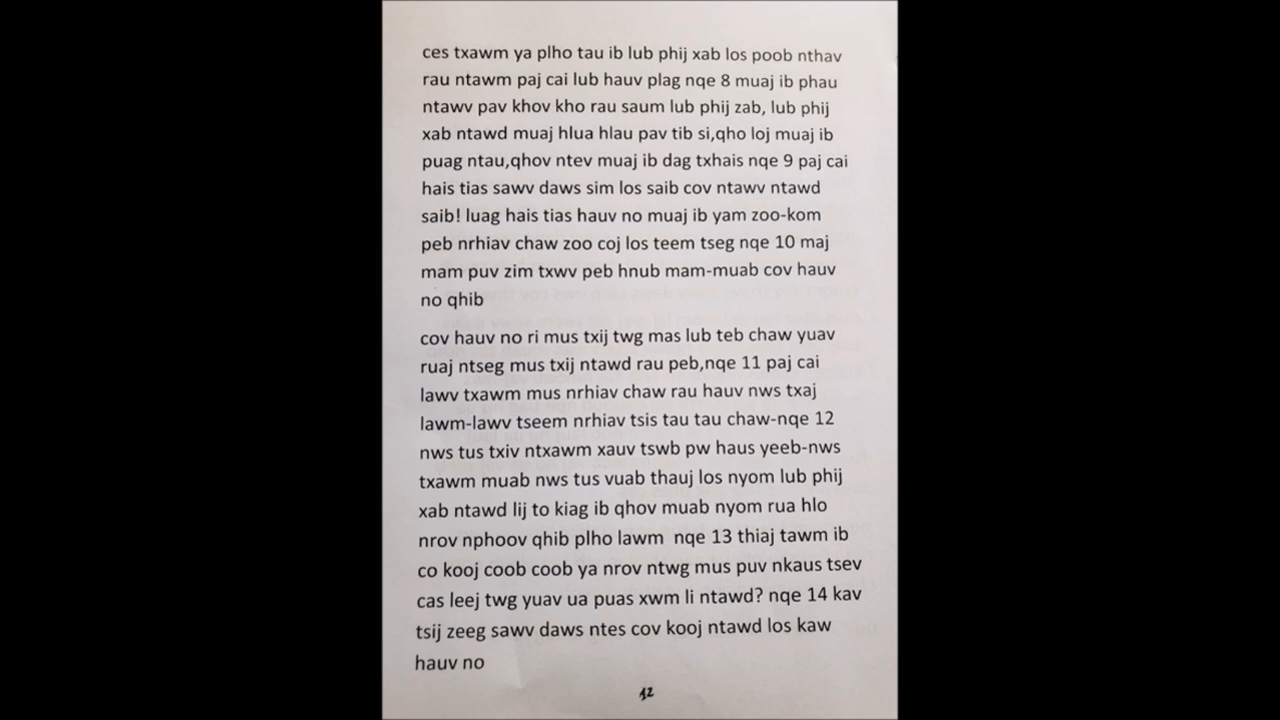 ces txawm ya plho tau ib lub phij xab los poob nthav
rau ntawm paj cai lub hauv plag nqe 8 muaj ib phau
ntawv pav khov kho rau saum lub phij zab, lub phij
xab ntawd muaj hlua hlau pav tib si,qho loj muaj ib
puag ntau,qhov ntev muaj ib dag txhais nqe 9 paj cai
hais tias sawv daws sim los saib cov ntawv ntawd
saib! luag hais tias hauv no muaj ib yam zoo-kom
peb nrhiav chaw zoo coj los teem tseg nqe 10 maj
mam puv zim txwv peb hnub mam-muab cov hauv
no qhib
cov hauv no ri mus txij twg mas lub teb chaw yuav
ruaj ntseg mus txij ntawd rau peb,nqe 11 paj cai
lawv txawm mus nrhiav chaw rau hauv nws txaj
lawm-lawv tseem nrhiav tsis tau tau chaw-nqe 12
nws tus txiv ntxawm xauv tswb pw haus yeeb-nws
txawm muab nws tus vuab thauj los nyom lub phij
xab ntawd lij to kiag ib qhov muab nyom rua hlo
nrov nphoov qhib plho lawm  nqe 13 thiaj tawm ib
co kooj coob coob ya nrov ntwg mus puv nkaus tsev
cas leej twg yuav ua puas xwm li ntawd? nqe 14 kav
tsij zeeg sawv daws ntes cov kooj ntawd los kaw
hauv no
12